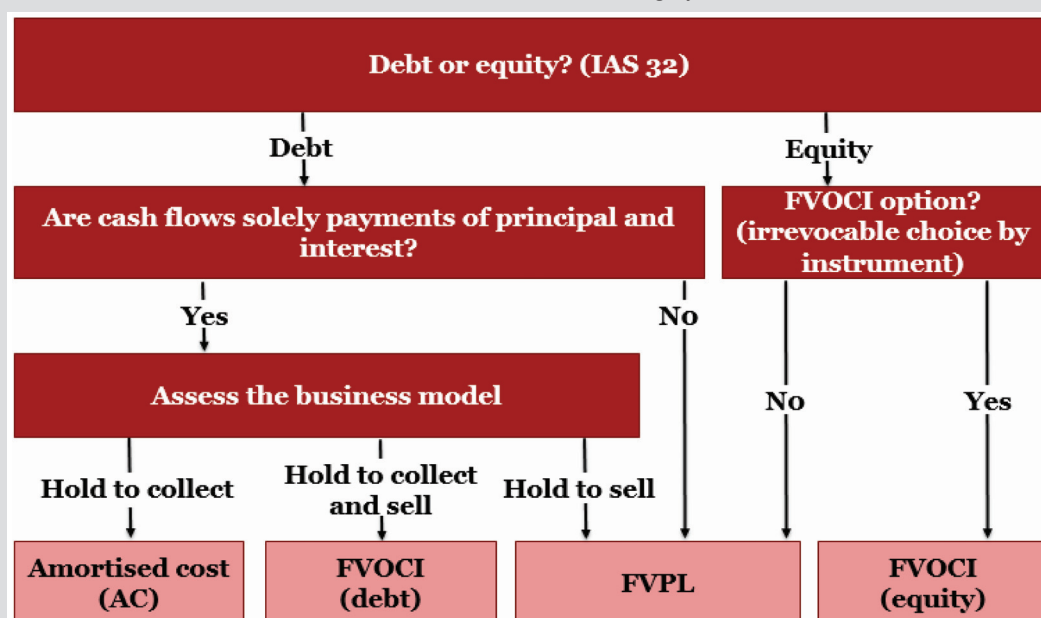 Debt or equity? (IAS 32)
Debt
Equity
Are cash flows solely payments of principal and
interest?
FVOCI option?
(irrevocable choice by
instrument)
Yes
No
Assess the business model
No
Yes
Hold to collect
Hold to collect
and sell
Hold to sell
Amortised cost
(AC)
FVOCI
(debt)
FVPL
FVOCI
(equity)